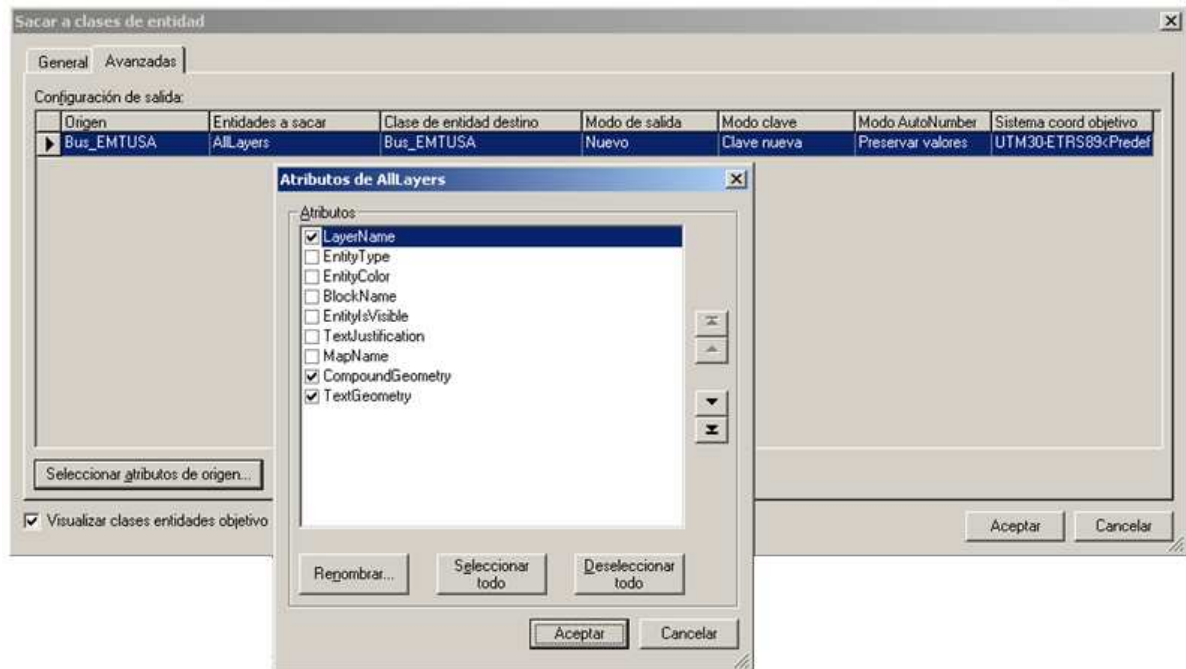 Sacar a clases de entidad
General Avanzadas
Configuración de salida:
Origen Entidades a sacar Clase de entidad destino Modo de salida Modo clave Modo AutoNumber Sistema coord objetivo
Bus_EMTUSA AllLayers Bus_EMTUSA Nuevo Clave nueva Preservar valores UTM30-ETRS89<Predef
Atributos de AllLayers
Atributos
LayerName
EntityType
EntityColor
BlockName
EntityIsVisible
TextJustification
MapName
CompoundGeometry
TextGeometry
Seleccionar atributos de origen...
Visualizar clases entidades objetivo
Aceptar Cancelar
Renombrar... Seleccionar todo Deseleccionar todo
Aceptar Cancelar